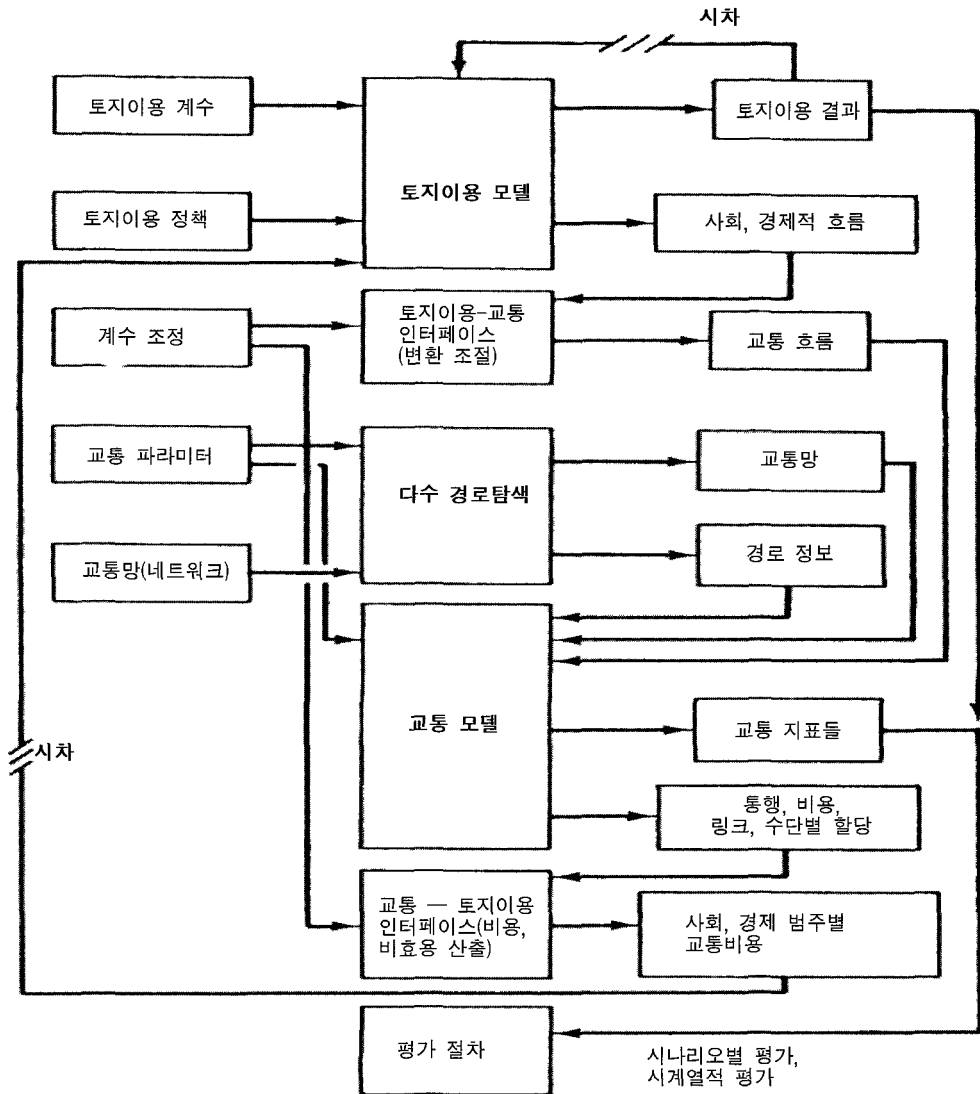 시차
토지이용 계수
토지이용 모델
토지이용 결과
토지이용 정책
사회, 경제적 흐름
계수 조정
토지이용-교통
인터페이스
(변환 조절)
교통 흐름
교통 파라미터
다수 경로탐색
교통망
교통망(네트워크)
경로 정보
교통 모델
교통 지표들
시차
통행, 비용,
링크, 수단별 할당
교통 — 토지이용
인터페이스(비용,
비효용 산출)
사회, 경제 범주별
교통비용
평가 절차
시나리오별 평가,
시계열적 평가